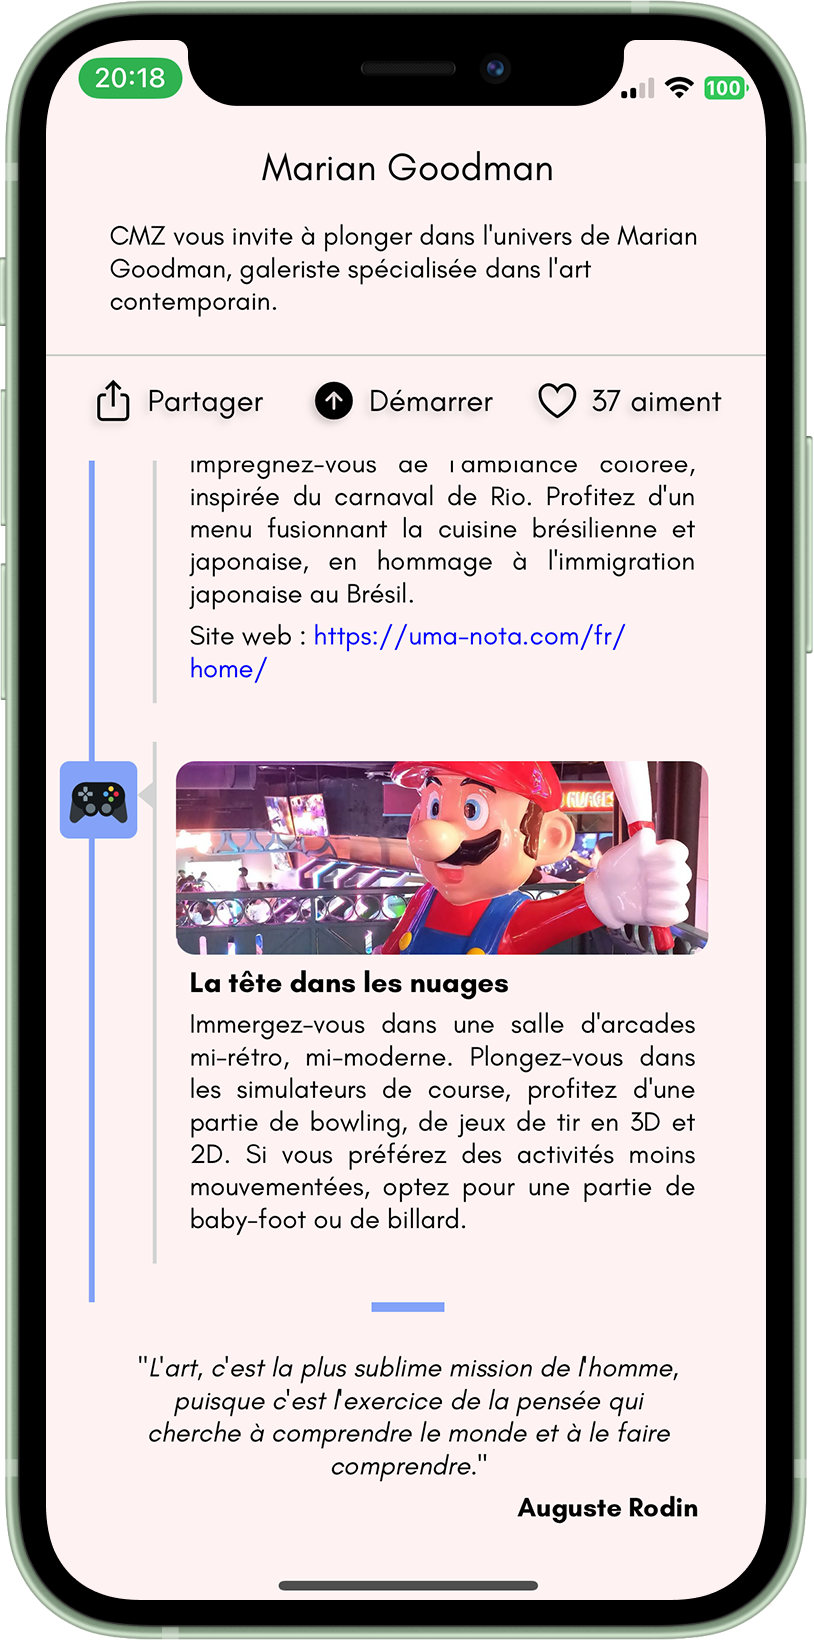 20:18
100
Marian Goodman
CMZ vous invite à plonger dans l'univers de Marian
Goodman, galeriste spécialisée dans l'art
contemporain.
Partager
Démarrer
37 aiment
imprégnez-vous de l'ambiance colorée,
inspirée du carnaval de Rio. Profitez d'un
menu fusionnant la cuisine brésilienne et
japonaise, en hommage à l'immigration
japonaise au Brésil.
Site web : https://uma-nota.com/fr/
home/
NUAGES
La tête dans les nuages
Immergez-vous dans une salle d'arcades
mi-rétro, mi-moderne. Plongez-vous dans
les simulateurs de course, profitez d'une
partie de bowling, de jeux de tir en 3D et
2D. Si vous préférez des activités moins
mouvementées, optez pour une partie de
baby-foot ou de billard.
"L'art, c'est la plus sublime mission de l'homme,
puisque c'est l'exercice de la pensée qui
cherche à comprendre le monde et à le faire
comprendre."
Auguste Rodin